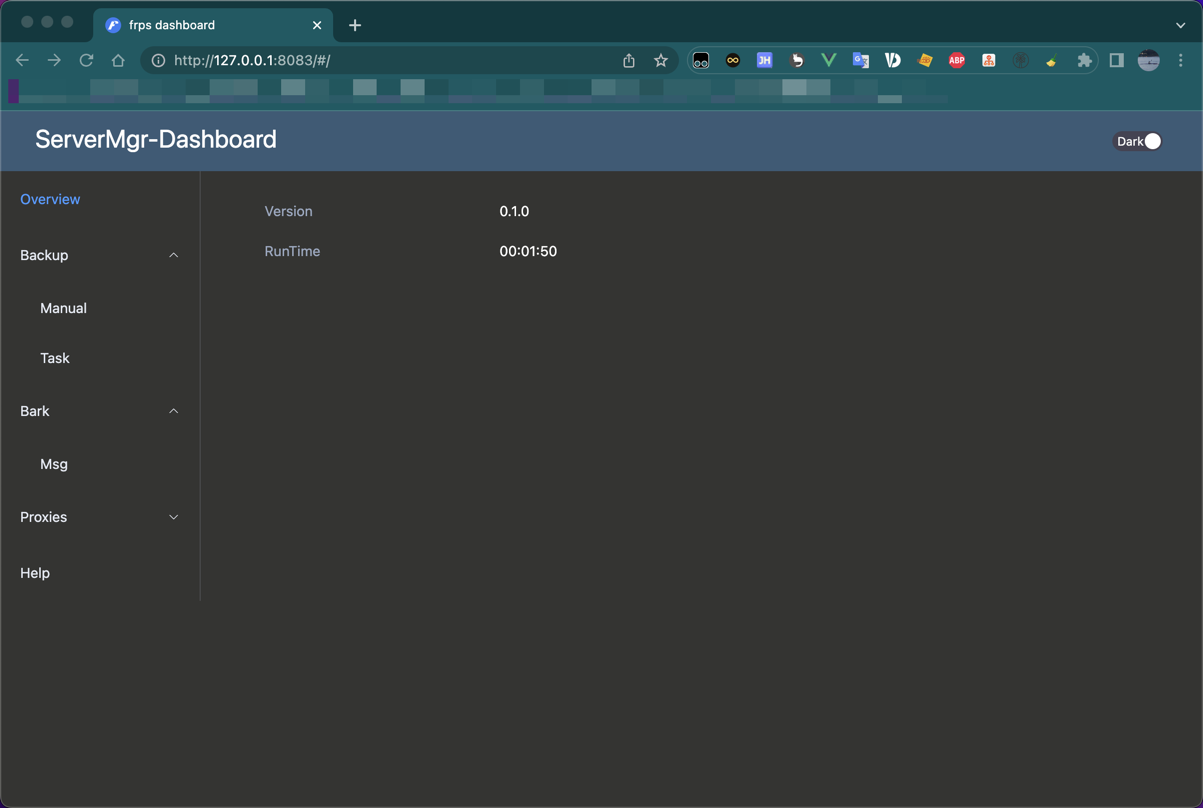 frps dashboard
http://127.0.0.1:8083/#/
JH
G
ABP
ServerMgr-Dashboard
Dark
Overview
Version 0.1.0
RunTime 00:01:50
Backup
Manual
Task
Bark
Msg
Proxies
Help